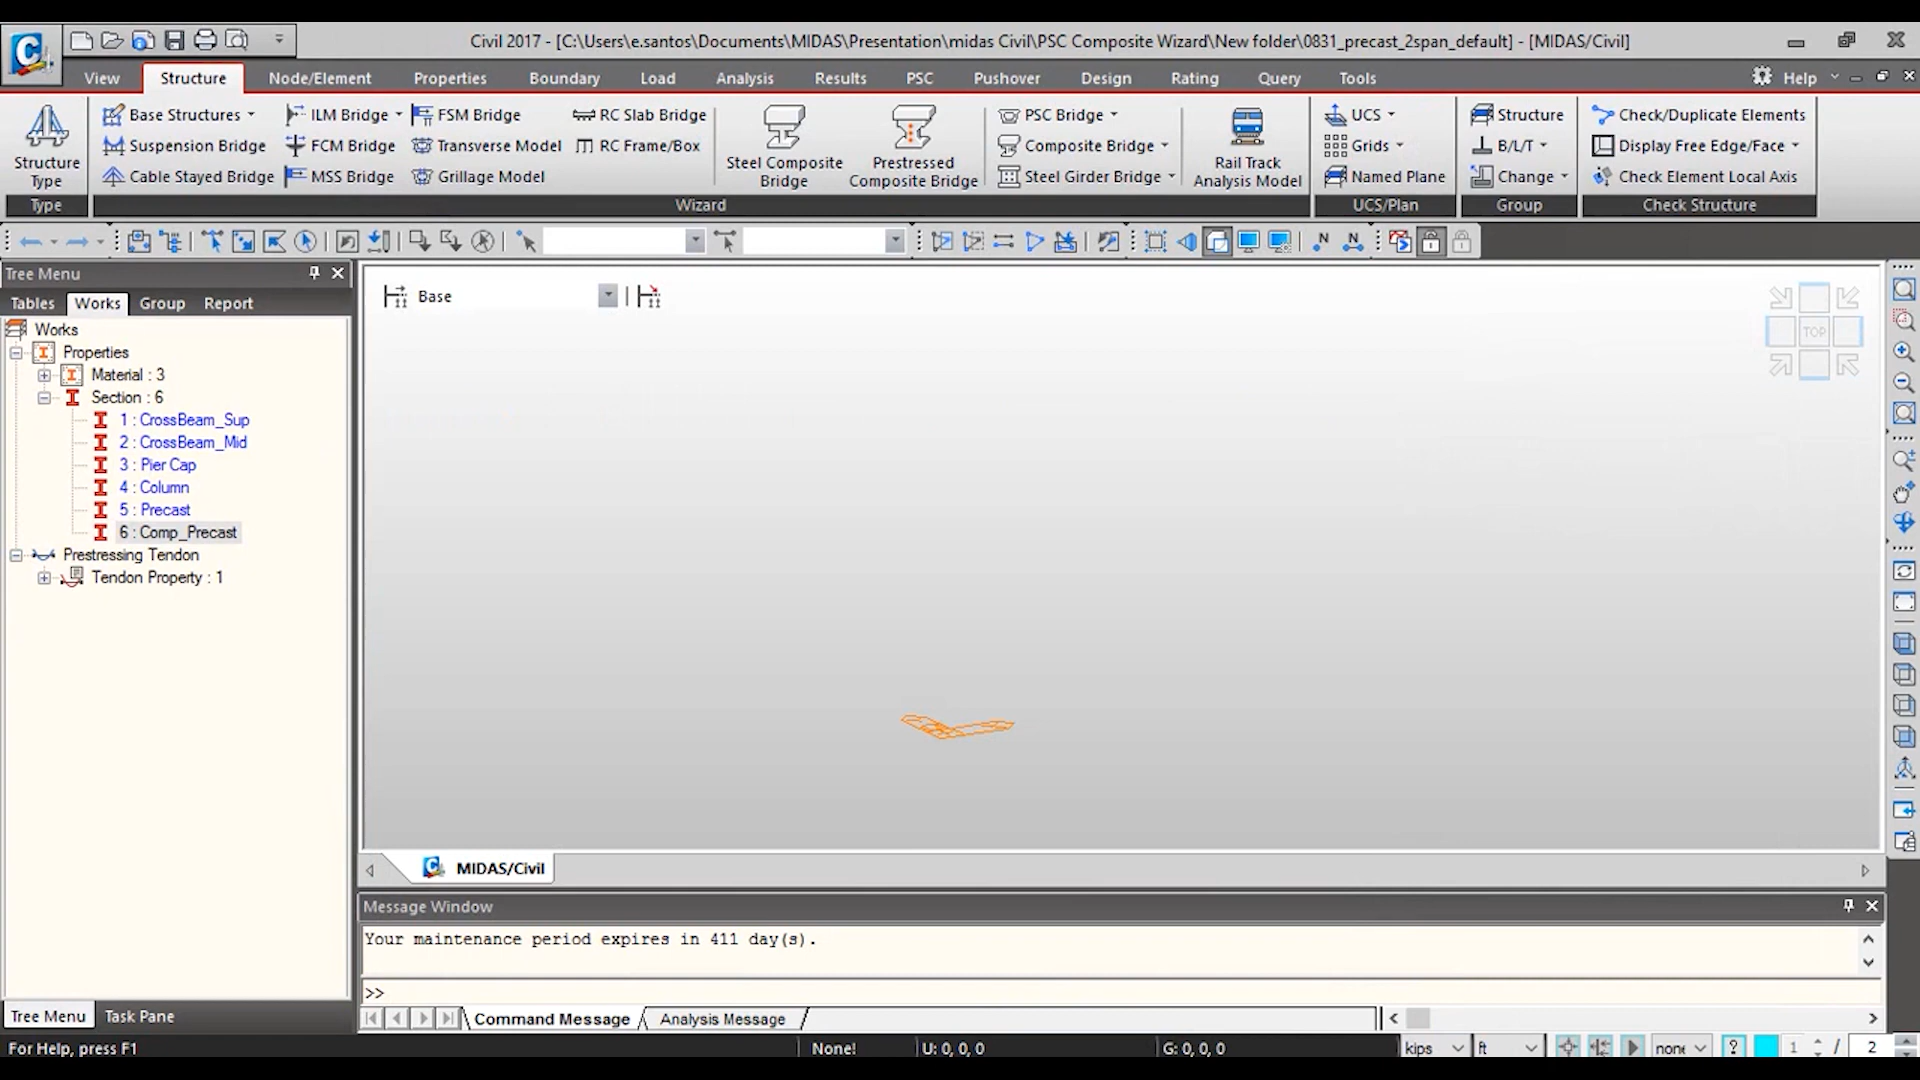 Civil 2017 - [C:\Users\e.santos\Documents\MIDAS\Presentation\midas Civil\PSC Composite Wizard\New folder\0831_precast_2span_default] - [MIDAS/Civil]
View Structure Node/Element Properties Boundary Load Analysis Results PSC Pushover Design Rating Query Tools Help
Base Structures ILM Bridge FSM Bridge RC Slab Bridge PSC Bridge UCS Structure Check/Duplicate Elements
Suspension Bridge FCM Bridge Transverse Model RC Frame/Box Composite Bridge Grids B/L/T Display Free Edge/Face
Structure Type Steel Composite Bridge Prestressed Composite Bridge Rail Track Analysis Model
Cable Stayed Bridge MSS Bridge Grillage Model Steel Girder Bridge Named Plane Change Check Element Local Axis
Type Wizard UCS/Plan Group Check Structure
N N
Tree Menu
Tables Works Group Report
Base
TOP
Works
Properties
Material : 3
Section : 6
1 : CrossBeam_Sup
2 : CrossBeam_Mid
3 : Pier Cap
4 : Column
5 : Precast
6 : Comp_Precast
Prestressing Tendon
Tendon Property : 1
MIDAS/Civil
Message Window
Your maintenance period expires in 411 day(s).
>>
Tree Menu Task Pane
Command Message Analysis Message
For Help, press F1 None! U: 0, 0, 0 G: 0, 0, 0 kips ft none ? 1 / 2